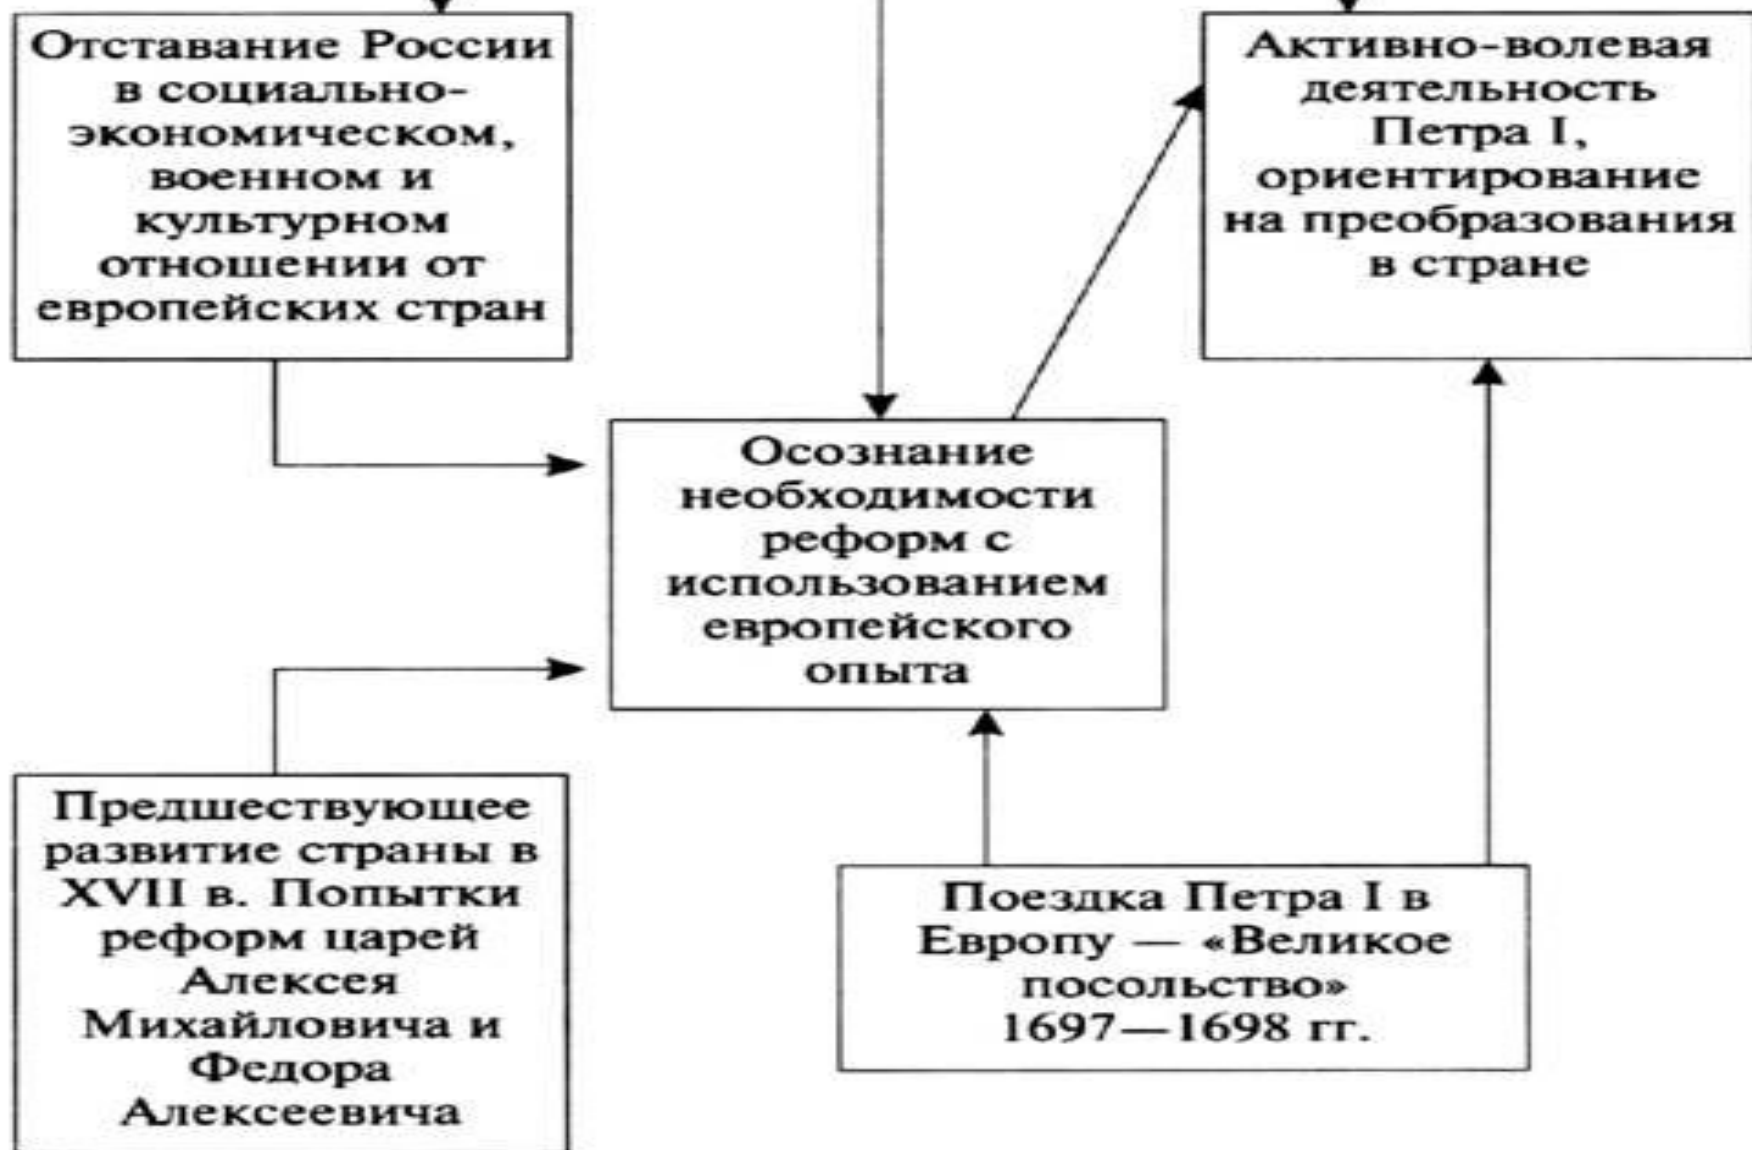 Отставание России
в социально-
экономическом,
военном и
культурном
отношении от
европейских стран
Активно-волевая
деятельность
Петра I,
ориентирование
на преобразования
в стране
Осознание
необходимости
реформ с
использованием
европейского
опыта
Предшествующее
развитие страны в
XVII в. Попытки
реформ царей
Алексея
Михайловича и
Федора
Алексеевича
Поездка Петра I в
Европу — «Великое
посольство»
1697—1698 гг.